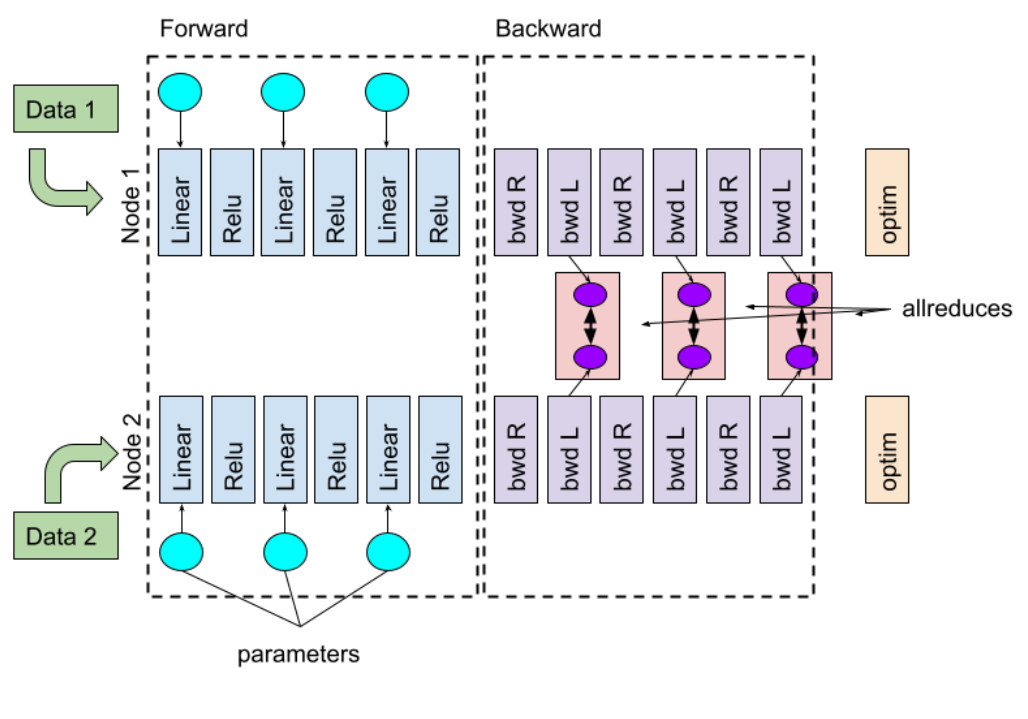 Forward
Backward
Data 1
Node 1
Linear
Relu
Linear
Relu
Linear
Relu
bwd R
bwd L
bwd R
bwd L
bwd R
bwd L
optim
allreduces
Node 2
Linear
Relu
Linear
Relu
Linear
Relu
bwd R
bwd L
bwd R
bwd L
bwd R
bwd L
optim
Data 2
parameters